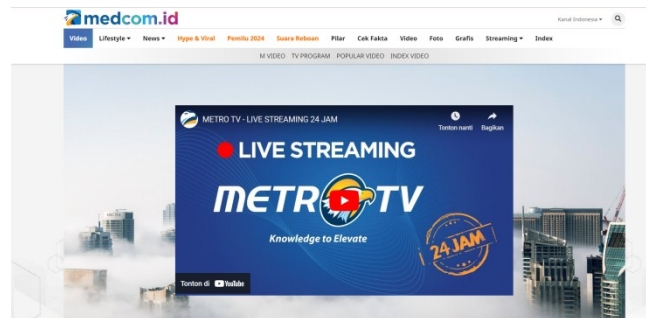 medcom.id
Kanal Indonesia
Video Lifestyle News Hype & Viral Pemilu 2024 Suara Reboan Pilar Cek Fakta Video Foto Grafis Streaming Index
M VIDEO TV PROGRAM POPULAR VIDEO INDEX VIDEO
METRO TV - LIVE STREAMING 24 JAM
Tonton nanti Bagikan
LIVE STREAMING
METRO TV
Knowledge to Elevate
24 JAM
Tonton di YouTube